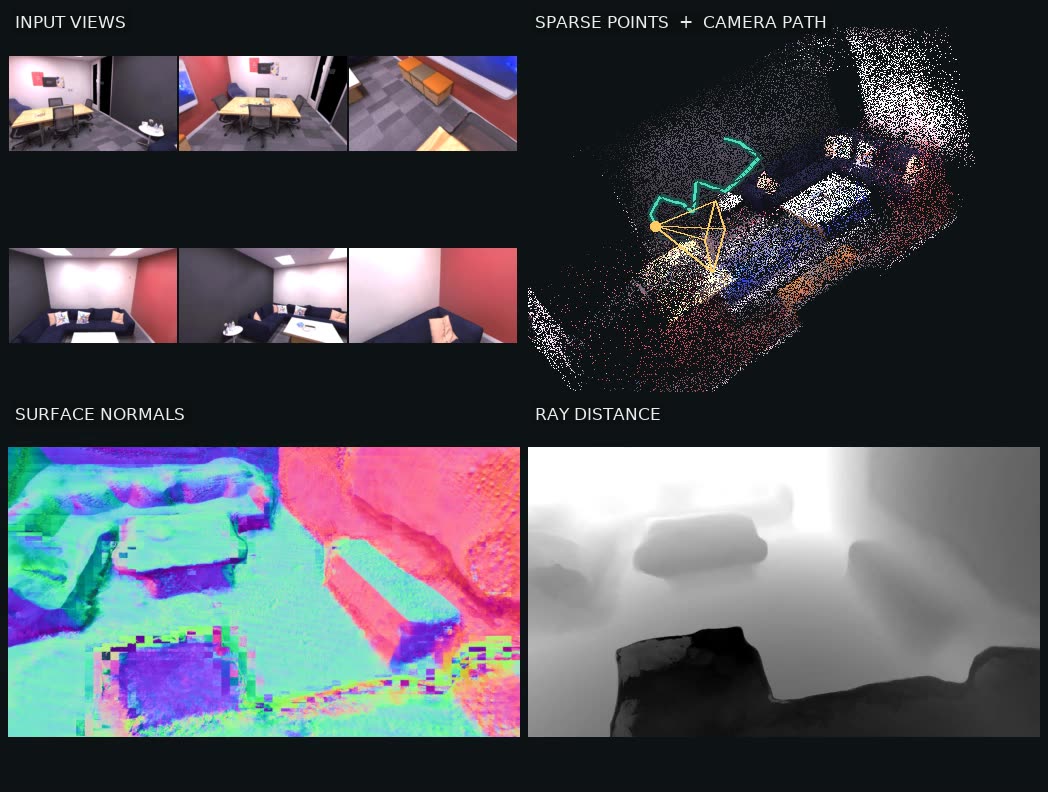 INPUT VIEWS
SPARSE POINTS + CAMERA PATH
SURFACE NORMALS
RAY DISTANCE